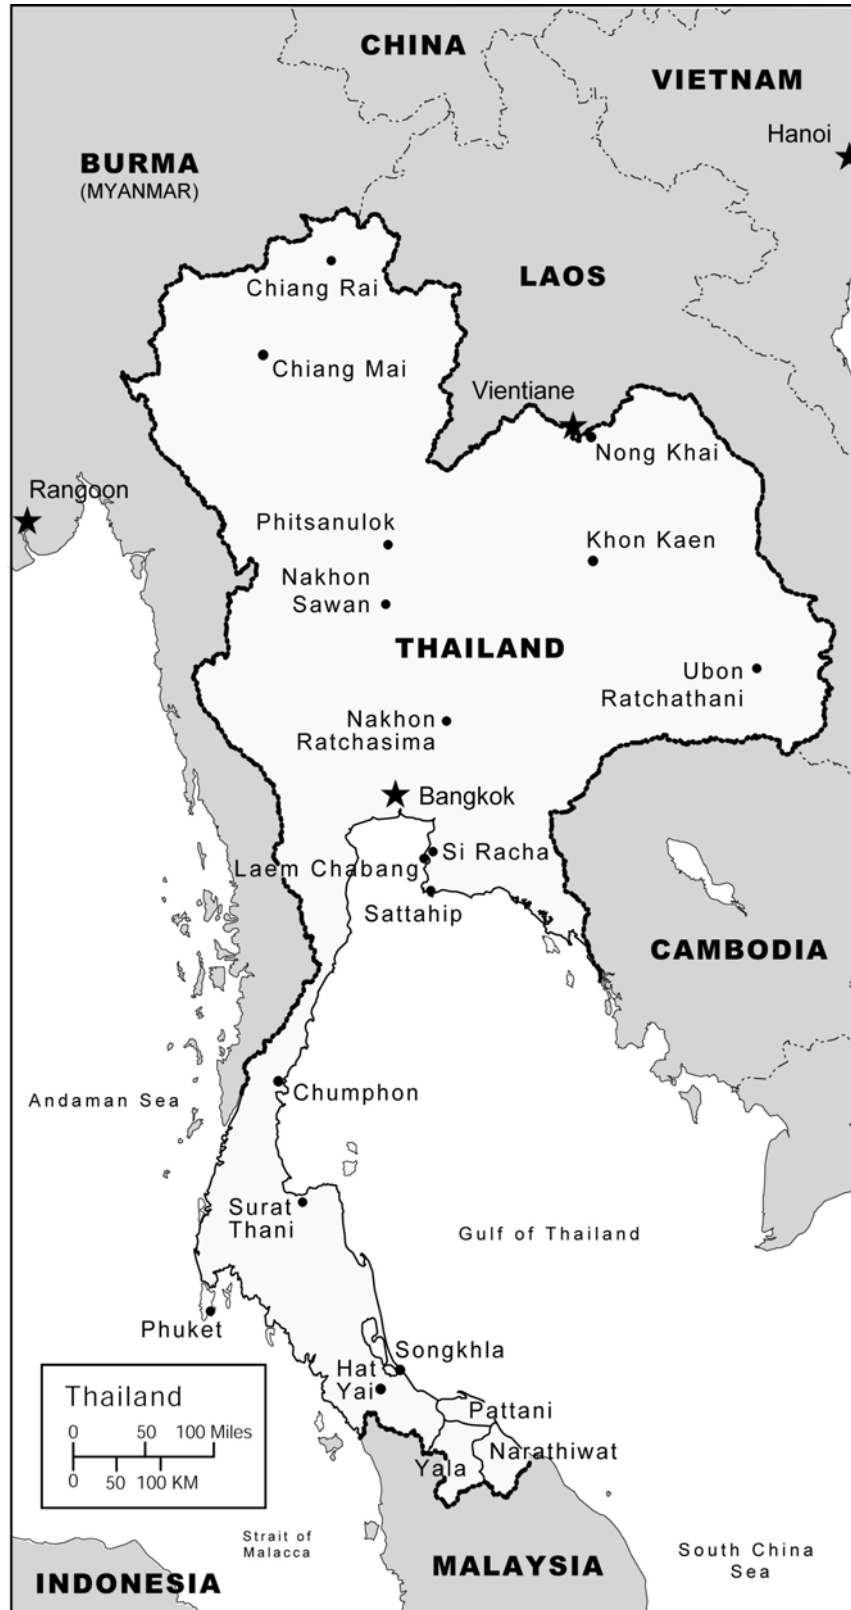 CHINA
VIETNAM
Hanoi
BURMA
(MYANMAR)
LAOS
Chiang Rai
Chiang Mai
Vientiane
Nong Khai
Rangoon
Phitsanulok
Khon Kaen
Nakhon
Sawan
THAILAND
Ubon
Ratchathani
Nakhon
Ratchasima
Bangkok
Si Racha
Laem Chabang
Sattahip
CAMBODIA
Andaman Sea
Chumphon
Surat
Thani
Gulf of Thailand
Phuket
Songkhla
Hat
Yai
Pattani
Narathiwat
Yala
Thailand
0 50 100 Miles
0 50 100 KM
Strait of
Malacca
MALAYSIA
South China
Sea
INDONESIA